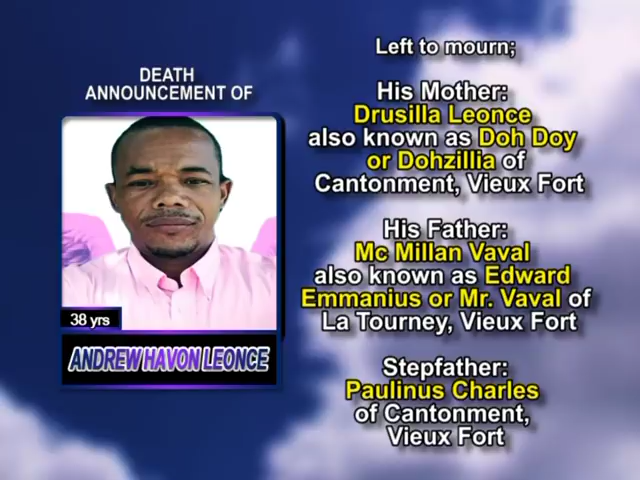 DEATH
ANNOUNCEMENT OF
38 yrs
ANDREW HAVON LEONCE
Left to mourn;
His Mother:
Drusilla Leonce
also known as Doh Doy
or Dohzillia of
Cantonment, Vieux Fort
His Father:
Mc Millan Vaval
also known as Edward
Emmanius or Mr. Vaval of
La Tourney, Vieux Fort
Stepfather:
Paulinus Charles
of Cantonment,
Vieux Fort